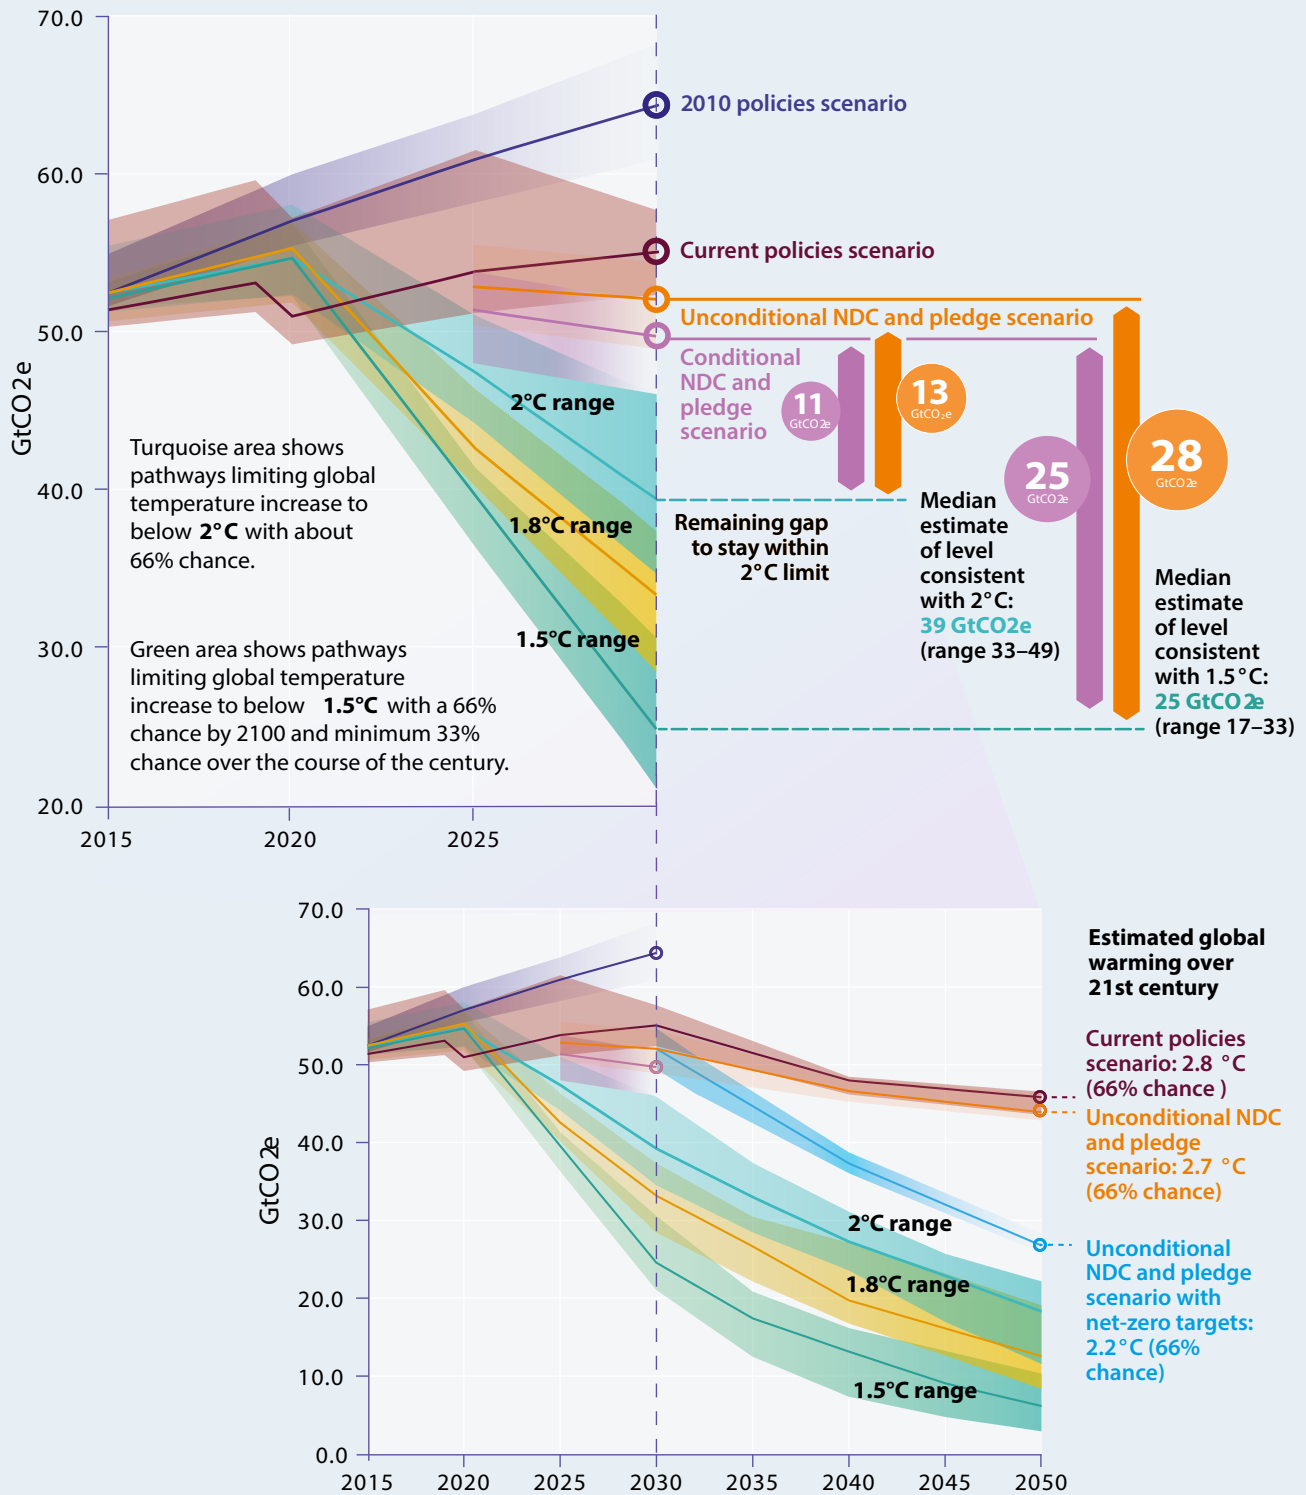 70.0
60.0
50.0
40.0
30.0
20.0
GtCO2e
2015
2020
2025
2010 policies scenario
Current policies scenario
Unconditional NDC and pledge scenario
Conditional
NDC and
pledge
scenario
11
GtCO2e
13
GtCO2e
25
GtCO2e
28
GtCO2e
2°C range
1.8°C range
1.5°C range
Turquoise area shows
pathways limiting global
temperature increase to
below 2°C with about
66% chance.
Green area shows pathways
limiting global temperature
increase to below 1.5°C with a 66%
chance by 2100 and minimum 33%
chance over the course of the century.
Remaining gap
to stay within
2°C limit
Median
estimate
of level
consistent
with 2°C:
39 GtCO2e
(range 33–49)
Median
estimate
of level
consistent
with 1.5°C:
25 GtCO2e
(range 17–33)
70.0
60.0
50.0
40.0
30.0
20.0
10.0
0.0
GtCO2e
2015
2020
2025
2030
2035
2040
2045
2050
2°C range
1.8°C range
1.5°C range
Estimated global
warming over
21st century
Current policies
scenario: 2.8 °C
(66% chance )
Unconditional NDC
and pledge
scenario: 2.7 °C
(66% chance)
Unconditional
NDC and pledge
scenario with
net-zero targets:
2.2°C (66%
chance)